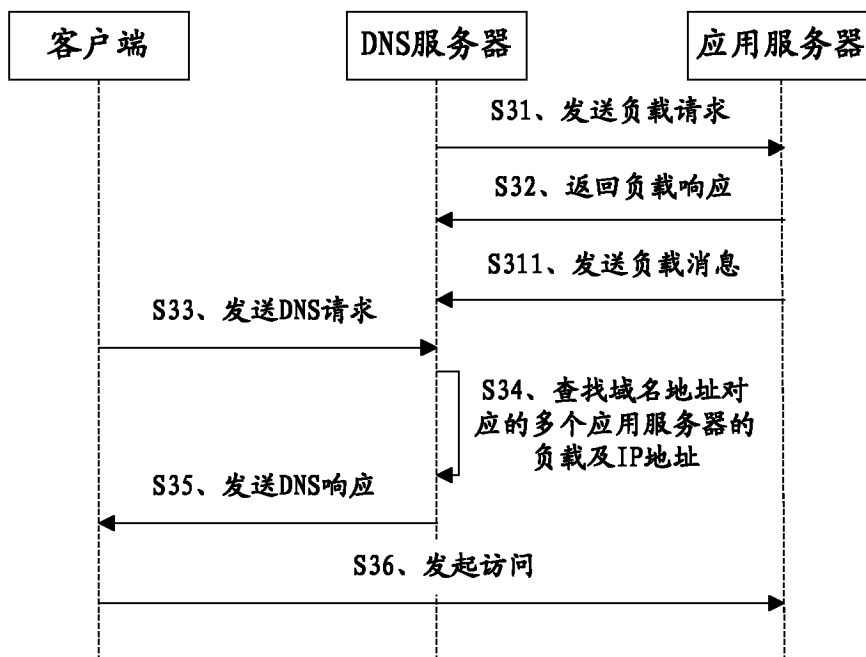 客户端
DNS服务器
应用服务器
S31、发送负载请求
S32、返回负载响应
S311、发送负载消息
S33、发送DNS请求
S34、查找域名地址对
应的多个应用服务器的
负载及IP地址
S35、发送DNS响应
S36、发起访问